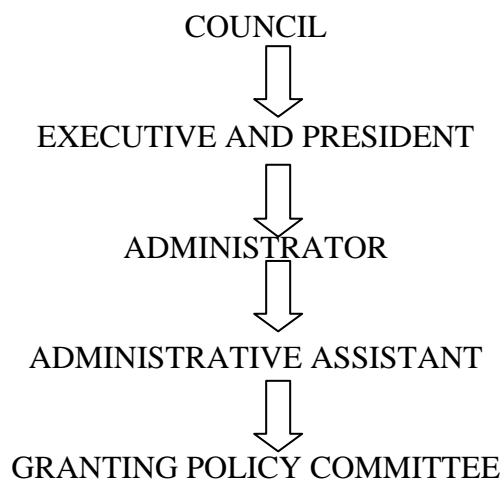 COUNCIL
EXECUTIVE AND PRESIDENT
ADMINISTRATOR
ADMINISTRATIVE ASSISTANT
GRANTING POLICY COMMITTEE